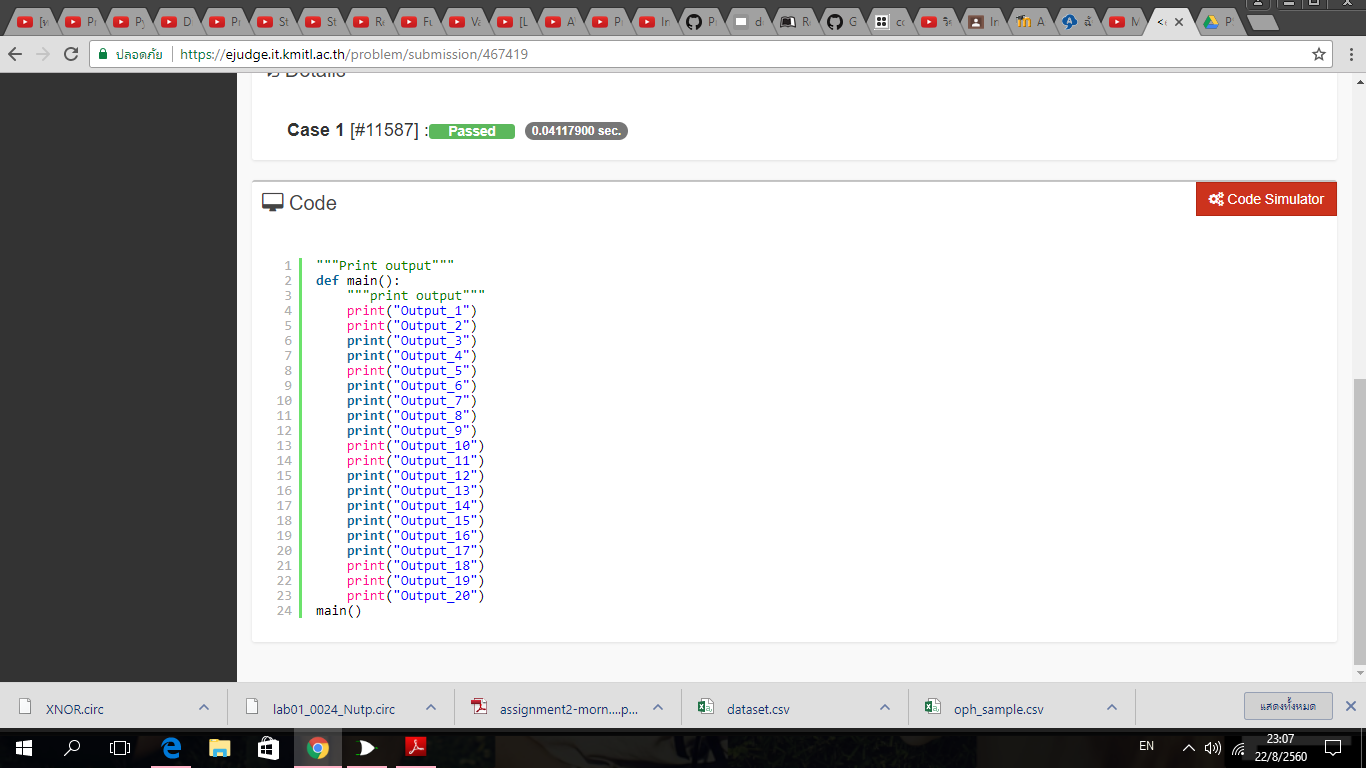 ปลอดภัย https://ejudge.it.kmitl.ac.th/problem/submission/467419
Details
Case 1 [#11587] : Passed 0.04117900 sec.
Code
Code Simulator
1 """Print output"""
2 def main():
3 """print output"""
4 print("Output_1")
5 print("Output_2")
6 print("Output_3")
7 print("Output_4")
8 print("Output_5")
9 print("Output_6")
10 print("Output_7")
11 print("Output_8")
12 print("Output_9")
13 print("Output_10")
14 print("Output_11")
15 print("Output_12")
16 print("Output_13")
17 print("Output_14")
18 print("Output_15")
19 print("Output_16")
20 print("Output_17")
21 print("Output_18")
22 print("Output_19")
23 print("Output_20")
24 main()
XNOR.circ lab01_0024_Nutp.circ assignment2-morn....p... dataset.csv oph_sample.csv แสดงทั้งหมด
EN
23:07
22/8/2560